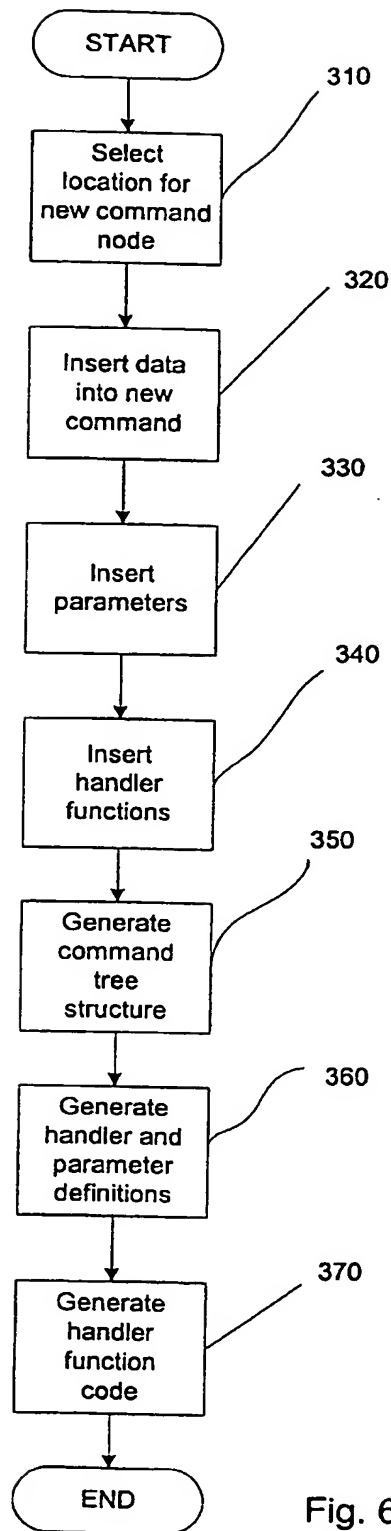 START
310
Select
location for
new command
node
320
Insert data
into new
command
330
Insert
parameters
340
Insert
handler
functions
350
Generate
command
tree
structure
360
Generate
handler and
parameter
definitions
370
Generate
handler
function
code
END
Fig. 6